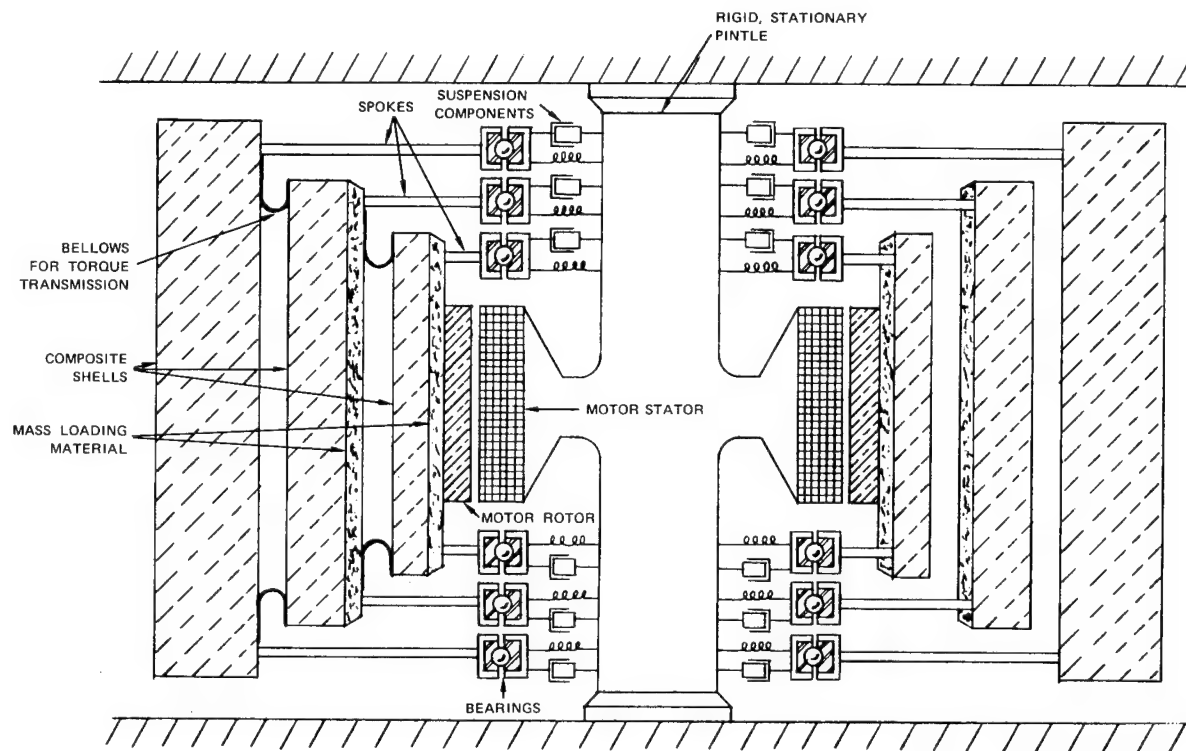 RIGID, STATIONARY
PINTLE
SUSPENSION
COMPONENTS
SPOKES
BELLOWS
FOR TORQUE
TRANSMISSION
COMPOSITE
SHELLS
MOTOR STATOR
MASS LOADING
MATERIAL
MOTOR ROTOR
BEARINGS